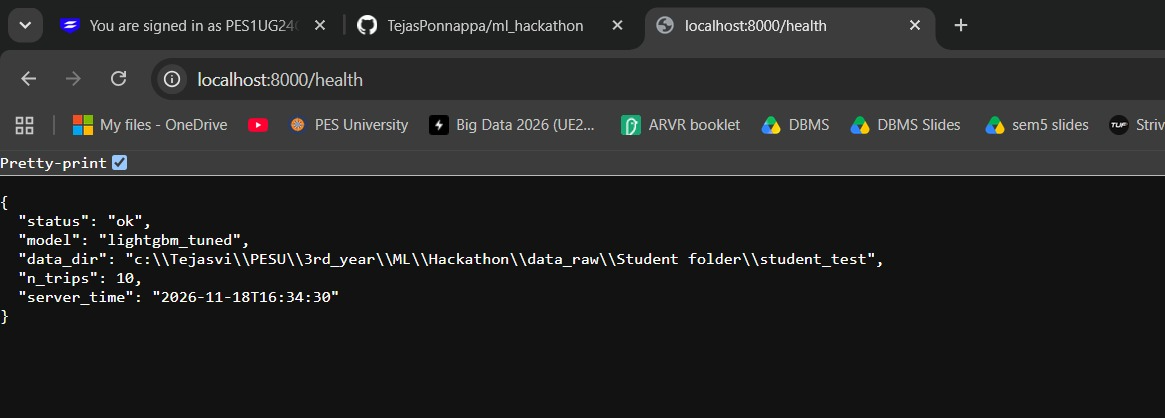 You are signed in as PES1UG24
TejasPonnappa/ml_hackathon
localhost:8000/health
localhost:8000/health
My files - OneDrive
PES University
Big Data 2026 (UE2...
ARVR booklet
DBMS
DBMS Slides
sem5 slides
TUF
Striv
Pretty-print
{
"status": "ok",
"model": "lightgbm_tuned",
"data_dir": "c:\\Tejasvi\\PESU\\3rd_year\\ML\\Hackathon\\data_raw\\Student folder\\student_test",
"n_trips": 10,
"server_time": "2026-11-18T16:34:30"
}